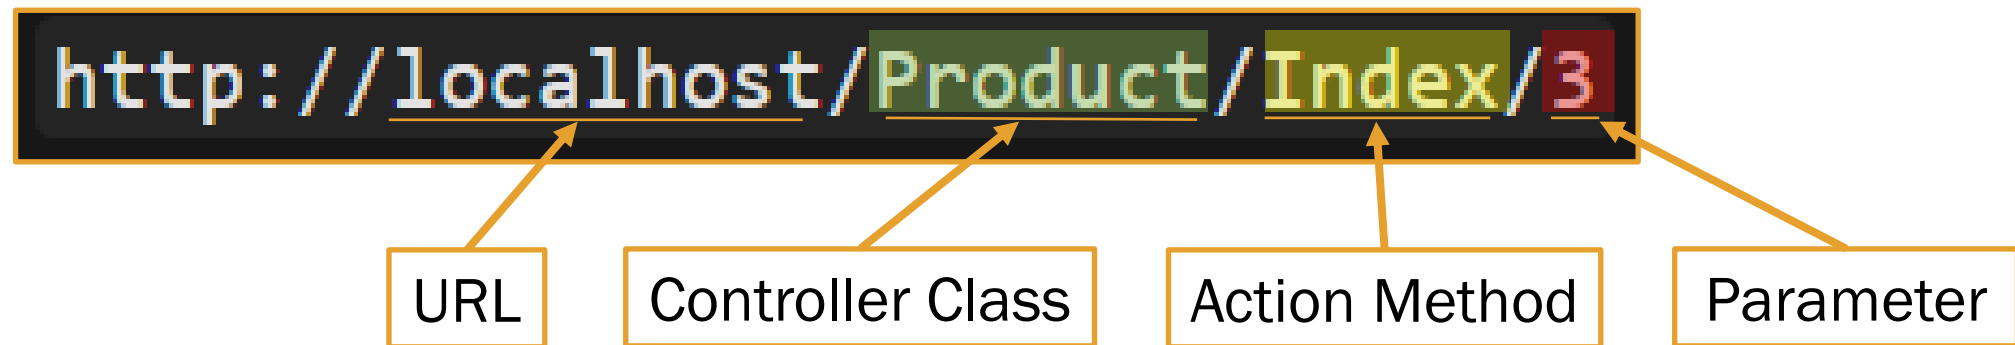 http://localhost/Product/Index/3
URL
Controller Class
Action Method
Parameter